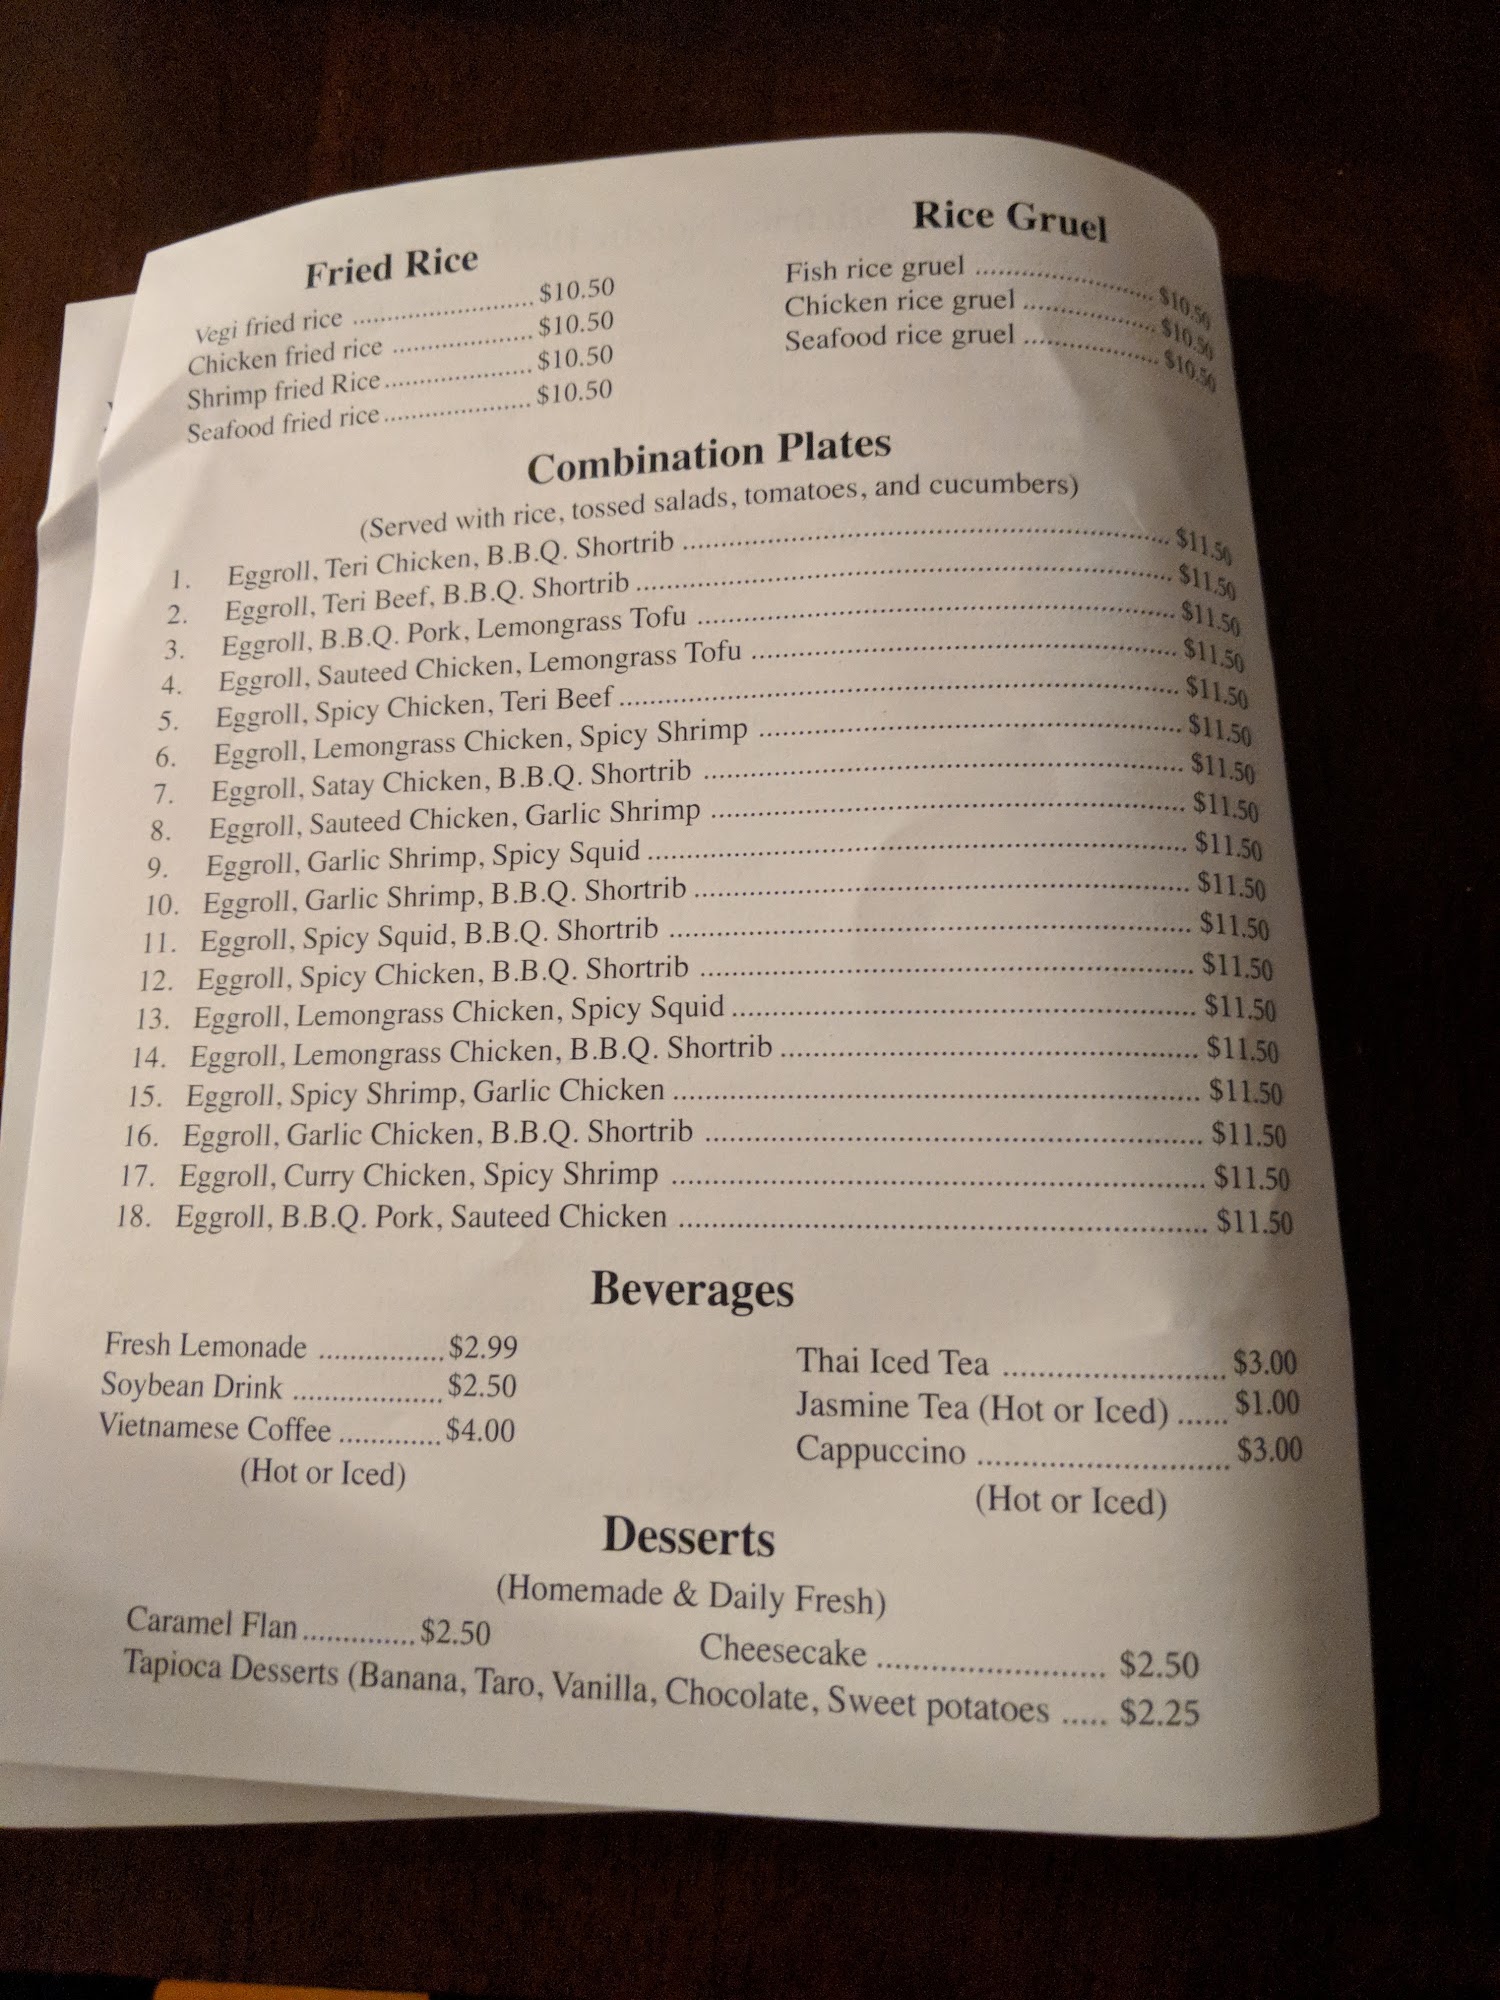 Fried Rice
Vegi fried rice .......................... $10.50
Chicken fried rice .................... $10.50
Shrimp fried Rice..................... $10.50
Seafood fried rice..................... $10.50
Rice Gruel
Fish rice gruel ......................... $10.50
Chicken rice gruel ................... $10.50
Seafood rice gruel ................... $10.50
Combination Plates
(Served with rice, tossed salads, tomatoes, and cucumbers)
1. Eggroll, Teri Chicken, B.B.Q. Shortrib .................... $11.50
2. Eggroll, Teri Beef, B.B.Q. Shortrib .................... $11.50
3. Eggroll, B.B.Q. Pork, Lemongrass Tofu .................... $11.50
4. Eggroll, Sauteed Chicken, Lemongrass Tofu .................... $11.50
5. Eggroll, Spicy Chicken, Teri Beef .................... $11.50
6. Eggroll, Lemongrass Chicken, Spicy Shrimp .................... $11.50
7. Eggroll, Satay Chicken, B.B.Q. Shortrib .................... $11.50
8. Eggroll, Sauteed Chicken, Garlic Shrimp .................... $11.50
9. Eggroll, Garlic Shrimp, Spicy Squid .................... $11.50
10. Eggroll, Garlic Shrimp, B.B.Q. Shortrib .................... $11.50
11. Eggroll, Spicy Squid, B.B.Q. Shortrib .................... $11.50
12. Eggroll, Spicy Chicken, B.B.Q. Shortrib .................... $11.50
13. Eggroll, Lemongrass Chicken, Spicy Squid .................... $11.50
14. Eggroll, Lemongrass Chicken, B.B.Q. Shortrib .................... $11.50
15. Eggroll, Spicy Shrimp, Garlic Chicken .................... $11.50
16. Eggroll, Garlic Chicken, B.B.Q. Shortrib .................... $11.50
17. Eggroll, Curry Chicken, Spicy Shrimp .................... $11.50
18. Eggroll, B.B.Q. Pork, Sauteed Chicken .................... $11.50
Beverages
Fresh Lemonade ................ $2.99
Soybean Drink ................... $2.50
Vietnamese Coffee ............. $4.00
(Hot or Iced)
Thai Iced Tea ........................ $3.00
Jasmine Tea (Hot or Iced) ...... $1.00
Cappuccino ........................... $3.00
(Hot or Iced)
Desserts
(Homemade & Daily Fresh)
Caramel Flan .............. $2.50
Cheesecake ........................ $2.50
Tapioca Desserts (Banana, Taro, Vanilla, Chocolate, Sweet potatoes ..... $2.25